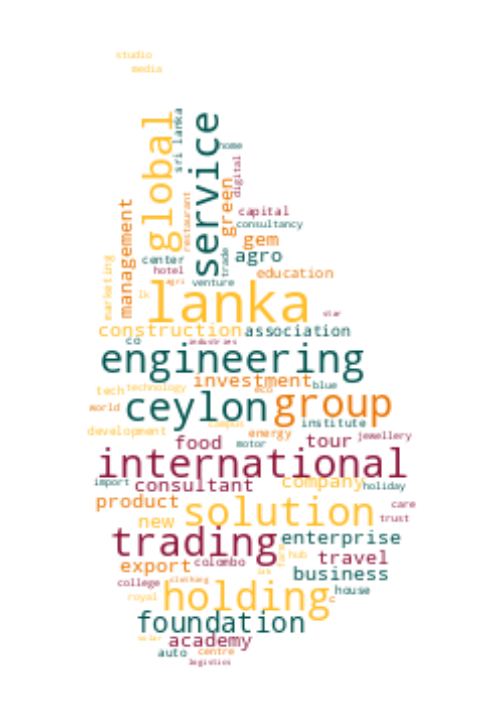 studio
media
global
sri lanka
service
home
digital
restaurant
green
management
capital
consultancy
gem
trade
center
agro
hotel
education
marketing
agri
venture
lk
lanka
star
construction association
co
industries
engineering
investment
blue
tech technology
eco
world
ceylon group
campus
institute
development
energy
jewellery
food
motor
tour
international
import
consultant
company
holiday
product
solution
care
new
trust
trading
enterprise
hub
travel
export
colombo
business
college
clothing
house
royal
holding
foundation
academy
auto
centre
logistics